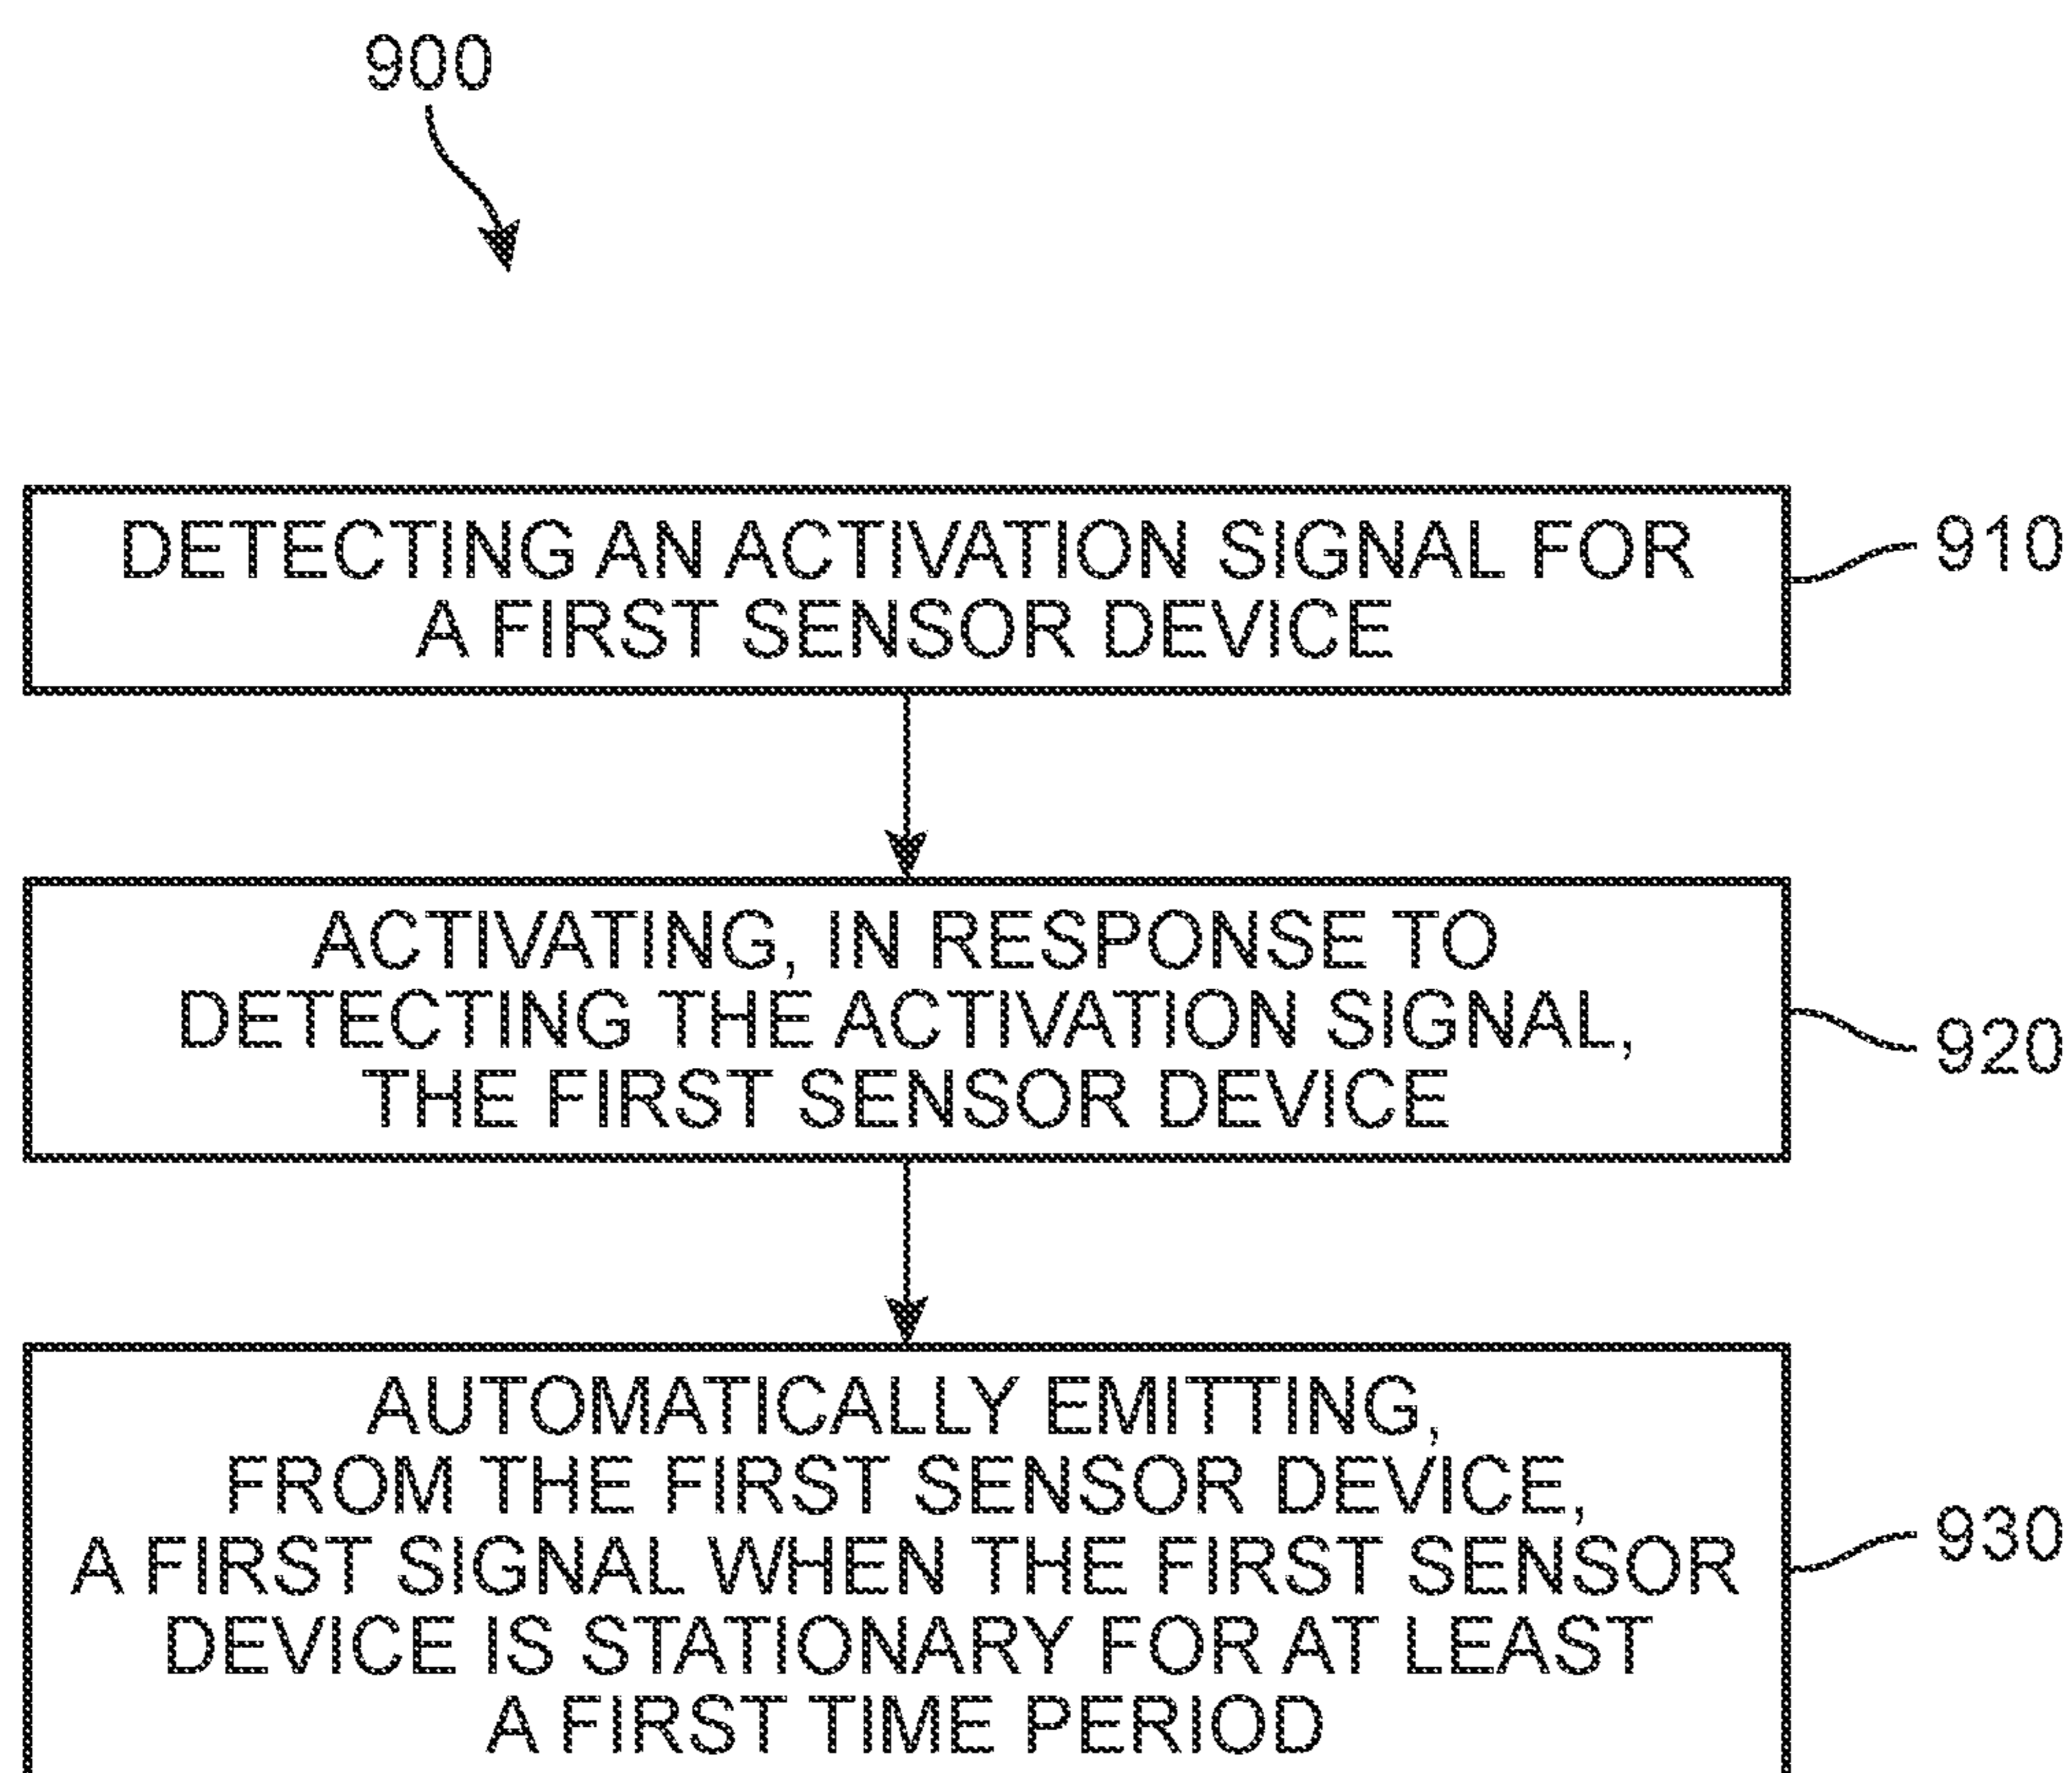 900
DETECTING AN ACTIVATION SIGNAL FOR
A FIRST SENSOR DEVICE
910
ACTIVATING, IN RESPONSE TO
DETECTING THE ACTIVATION SIGNAL,
THE FIRST SENSOR DEVICE
920
AUTOMATICALLY EMITTING,
FROM THE FIRST SENSOR DEVICE,
A FIRST SIGNAL WHEN THE FIRST SENSOR
DEVICE IS STATIONARY FOR AT LEAST
A FIRST TIME PERIOD
930